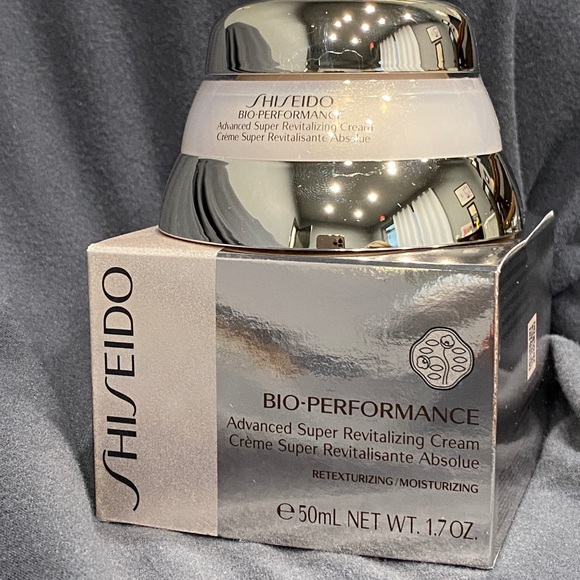 SHISEIDO
BIO-PERFORMANCE
Advanced Super Revitalizing Cream
Crème Super Revitalisante Absolue
SHISEIDO
BIO-PERFORMANCE
Advanced Super Revitalizing Cream
Crème Super Revitalisante Absolue
RETEXTURIZING/MOISTURIZING
e 50mL NET WT. 1.7 OZ.